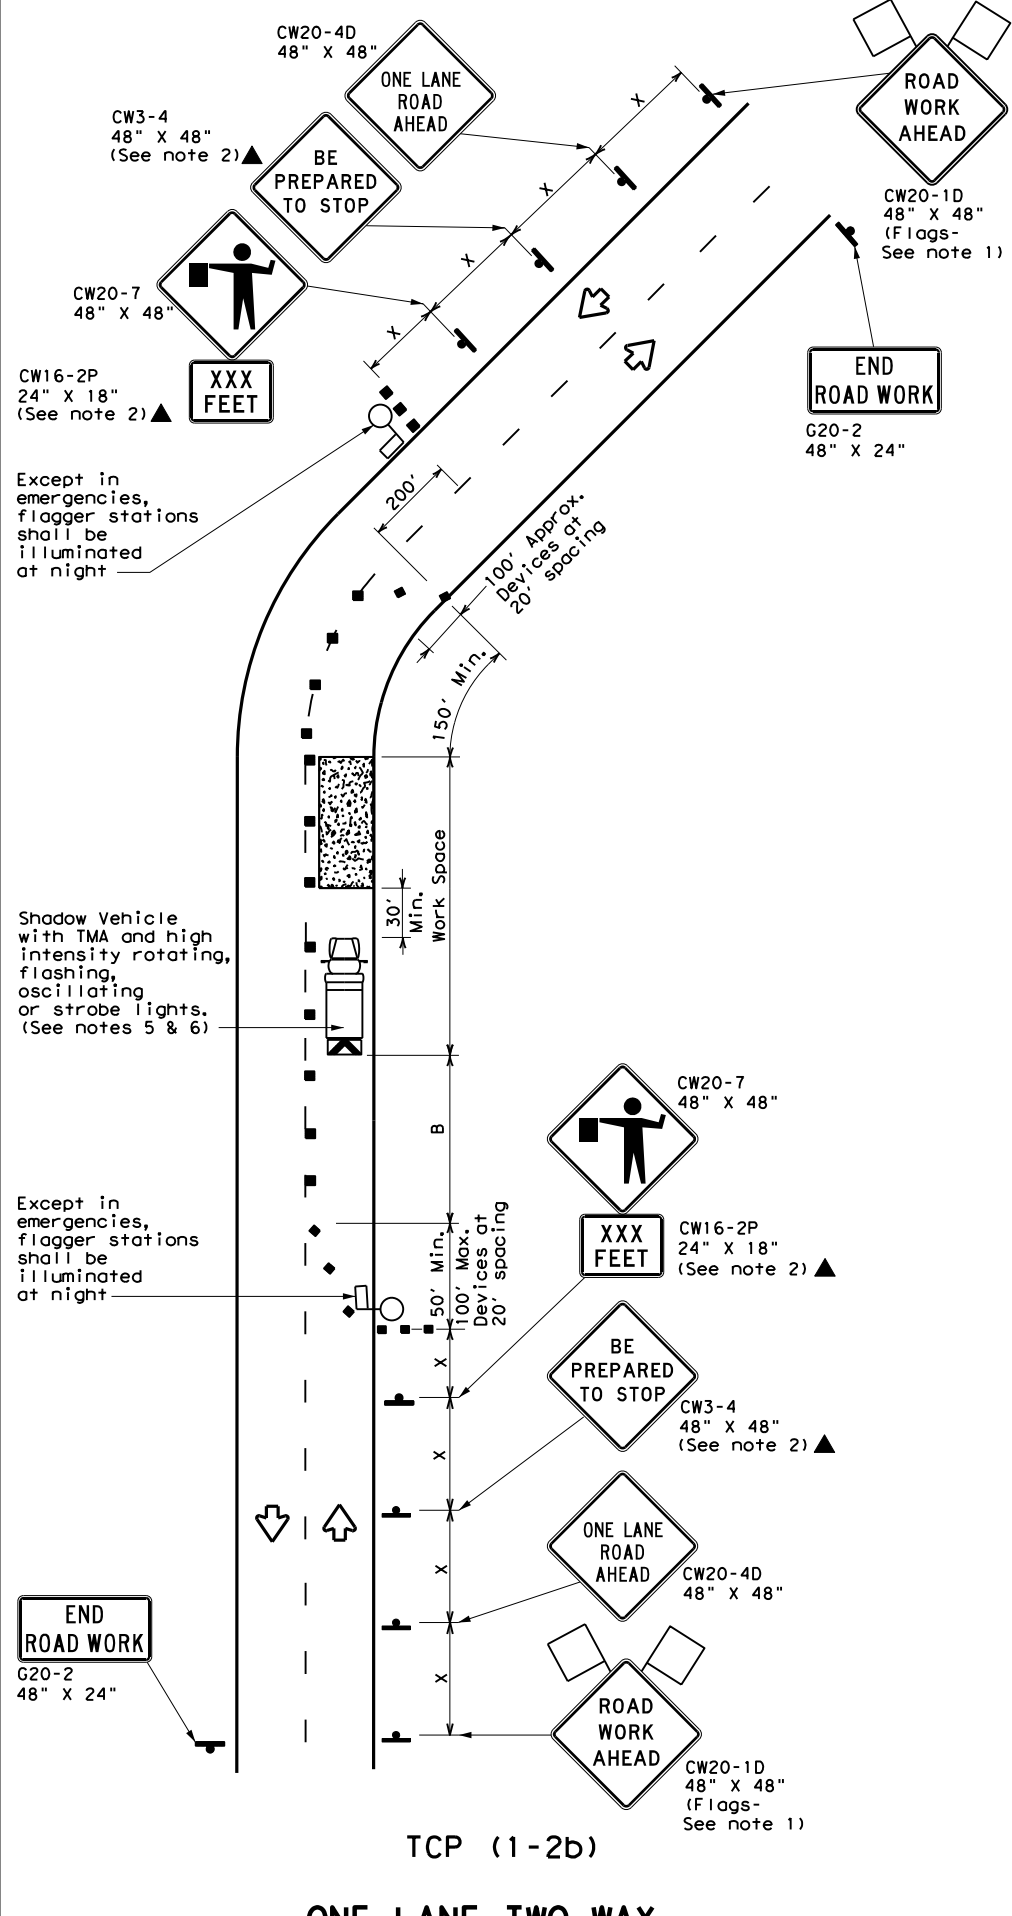 CW20-4D
48" X 48"
ONE LANE
ROAD
AHEAD
ROAD
WORK
AHEAD
CW20-1D
48" X 48"
(Flags-
See note 1)
CW3-4
48" X 48"
(See note 2)
BE
PREPARED
TO STOP
X
X
X
X
CW20-7
48" X 48"
CW16-2P
24" X 18"
(See note 2)
XXX
FEET
END
ROAD WORK
G20-2
48" X 24"
Except in
emergencies,
flagger stations
shall be
illuminated
at night
200'
100' Approx.
Devices at
20' spacing
150' Min.
Work Space
30'
Min.
Shadow Vehicle
with TMA and high
intensity rotating,
flashing,
oscillating
or strobe lights.
(See notes 5 & 6)
B
CW20-7
48" X 48"
XXX
FEET
CW16-2P
24" X 18"
(See note 2)
Except in
emergencies,
flagger stations
shall be
illuminated
at night
50' Min.
100' Max.
Devices at
20' spacing
X
X
X
X
BE
PREPARED
TO STOP
CW3-4
48" X 48"
(See note 2)
ONE LANE
ROAD
AHEAD
CW20-4D
48" X 48"
END
ROAD WORK
G20-2
48" X 24"
ROAD
WORK
AHEAD
CW20-1D
48" X 48"
(Flags-
See note 1)
TCP (1-2b)
ONE LANE TWO WAY